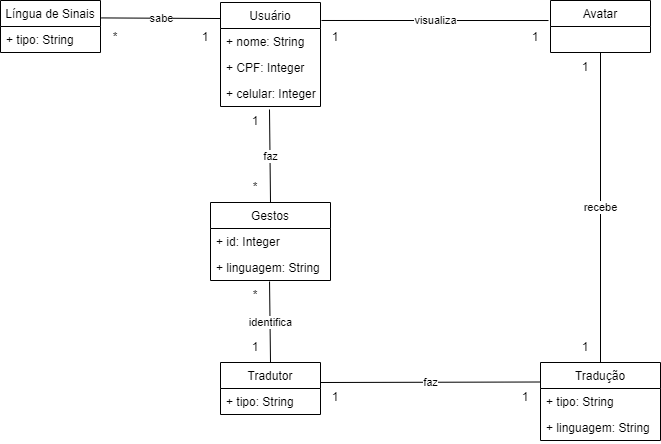 Língua de Sinais
+ tipo: String
*
sabe
1
Usuário
+ nome: String
+ CPF: Integer
+ celular: Integer
1
visualiza
1
Avatar
1
1
faz
*
recebe
Gestos
+ id: Integer
+ linguagem: String
*
identifica
1
1
Tradutor
+ tipo: String
1
faz
1
Tradução
+ tipo: String
+ linguagem: String